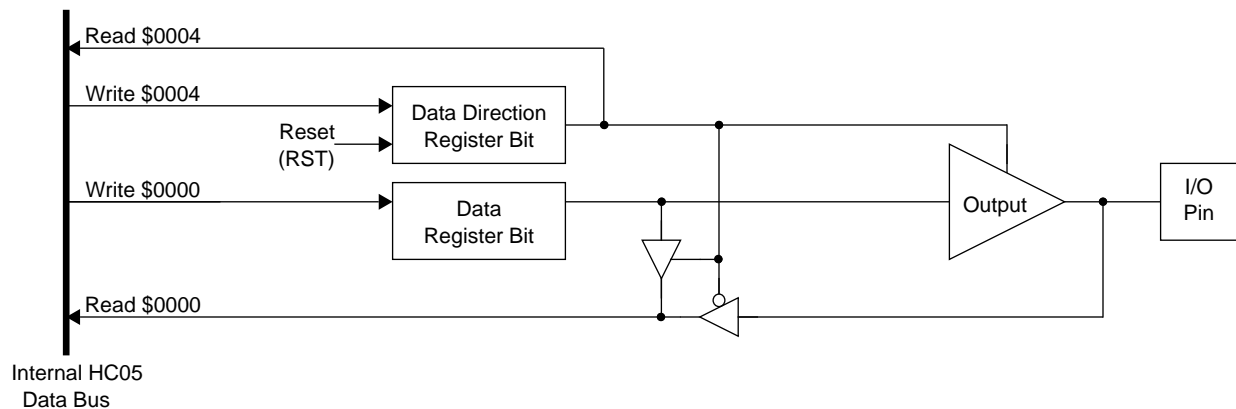 Read $0004
Write $0004
Data Direction
Register Bit
Reset
(RST)
Write $0000
Data
Register Bit
Output
I/O
Pin
Read $0000
Internal HC05
Data Bus